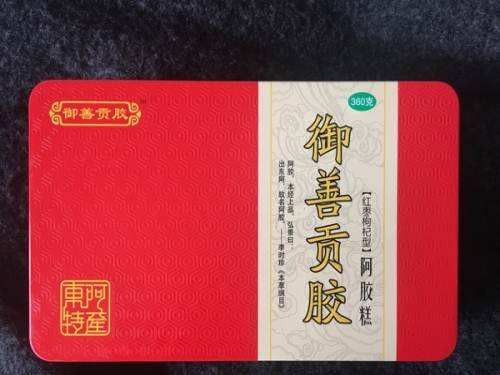 御善贡胶
360克
御善贡胶
【红枣枸杞型】阿胶糕
阿胶，本经上品，弘景曰：
出东阿，故名阿胶。——李时珍《本草纲目》
东阿特产